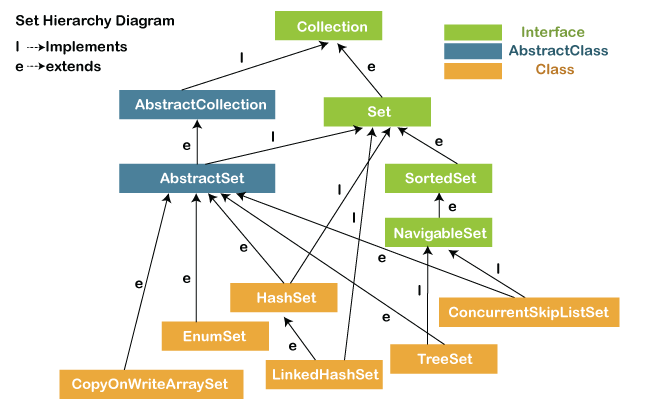 Set Hierarchy Diagram
I ---> Implements
e ---> extends
Collection
Interface
AbstractClass
Class
I
e
AbstractCollection
Set
I
e
e
AbstractSet
SortedSet
I
e
I
NavigableSet
e
e
e
e
I
I
HashSet
ConcurrentSkipListSet
e
EnumSet
e
TreeSet
LinkedHashSet
CopyOnWriteArraySet